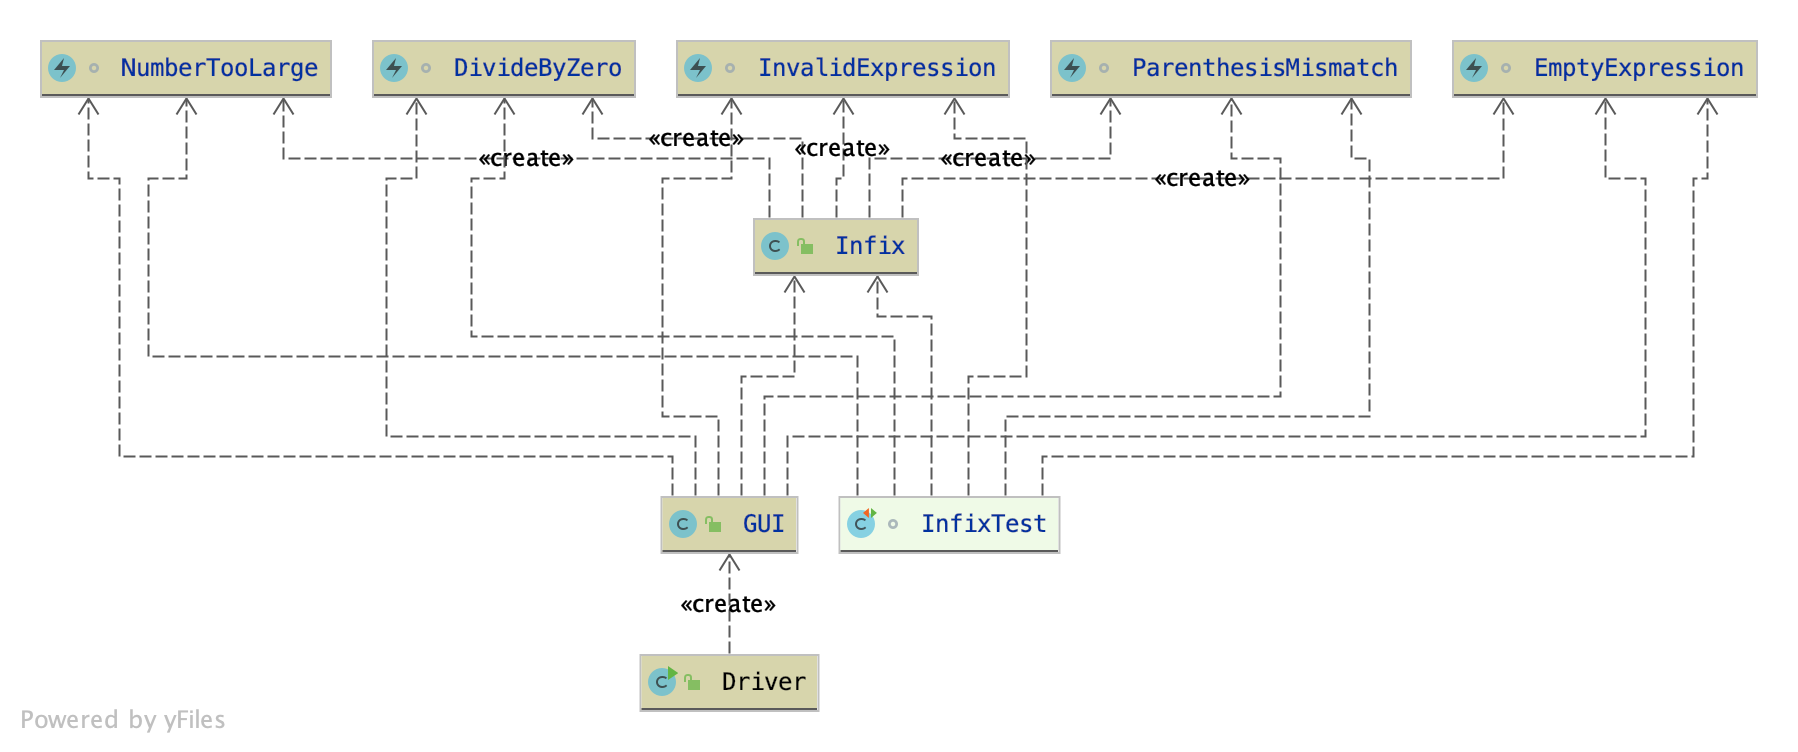 NumberTooLarge
DivideByZero
InvalidExpression
ParenthesisMismatch
EmptyExpression
«create»
«create»
«create»
«create»
«create»
Infix
GUI
InfixTest
«create»
Driver
Powered by yFiles